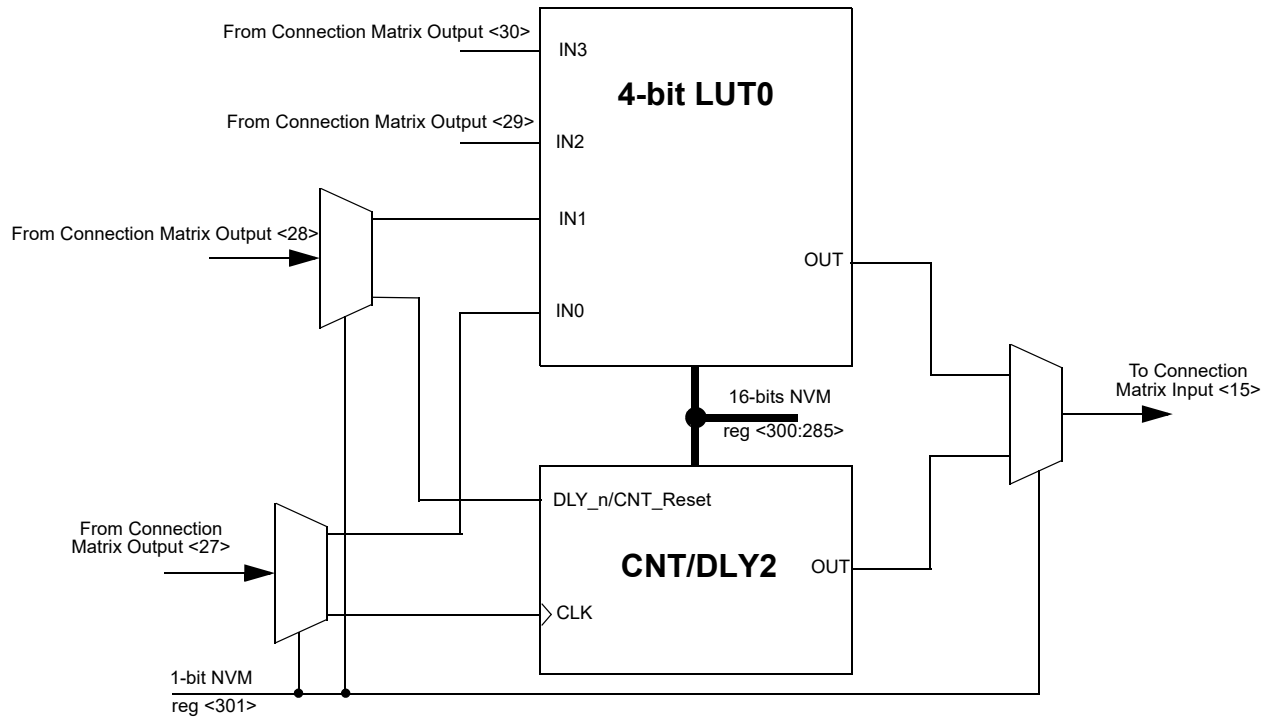 From Connection Matrix Output <30>
IN3
4-bit LUT0
From Connection Matrix Output <29>
IN2
IN1
From Connection Matrix Output <28>
OUT
IN0
To Connection
Matrix Input <15>
16-bits NVM
reg <300:285>
DLY_n/CNT_Reset
From Connection
Matrix Output <27>
CNT/DLY2
OUT
CLK
1-bit NVM
reg <301>